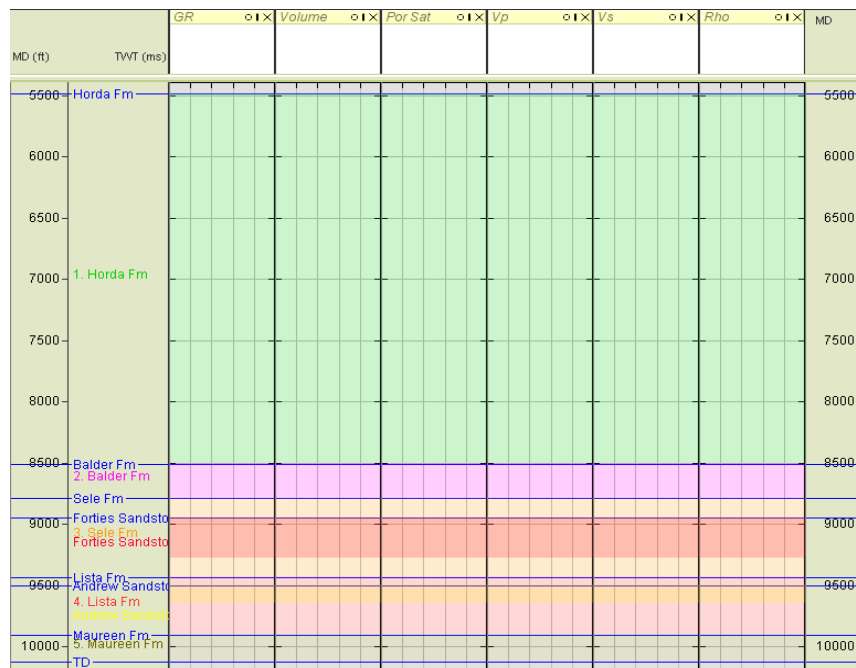 GR Volume Por Sat Vp Vs Rho MD
MD (ft) TWT (ms)
5500 Horda Fm 5500
6000 6000
6500 6500
1. Horda Fm
7000 7000
7500 7500
8000 8000
8500 Balder Fm 8500
2. Balder Fm
Sele Fm
Forties Sandsto
9000 9000
3. Sele Fm
Forties Sandsto
Lista Fm
9500 Andrew Sandsto 9500
4. Lista Fm
Andrew Sandsto
Maureen Fm
10000 5. Maureen Fm 10000
TD